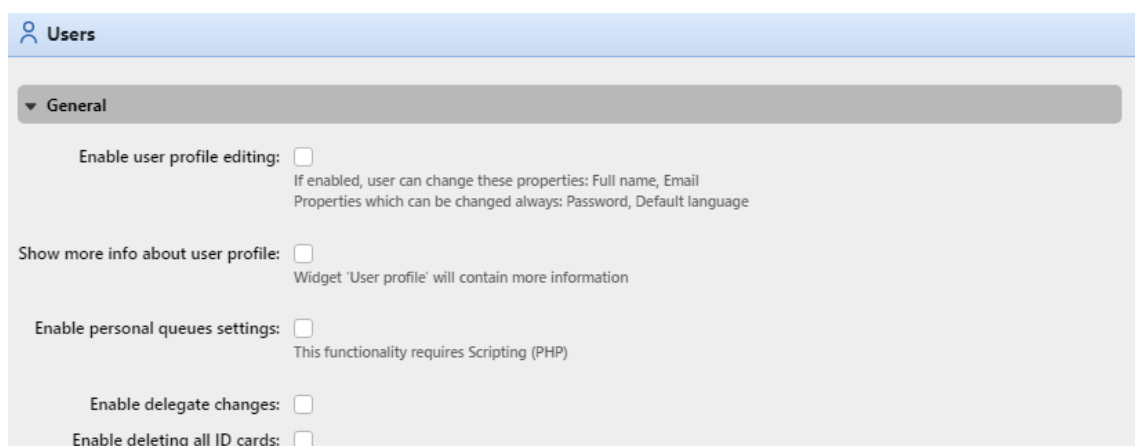 Users
General
Enable user profile editing:
If enabled, user can change these properties: Full name, Email
Properties which can be changed always: Password, Default language
Show more info about user profile:
Widget 'User profile' will contain more information
Enable personal queues settings:
This functionality requires Scripting (PHP)
Enable delegate changes:
Enable deleting all ID cards: